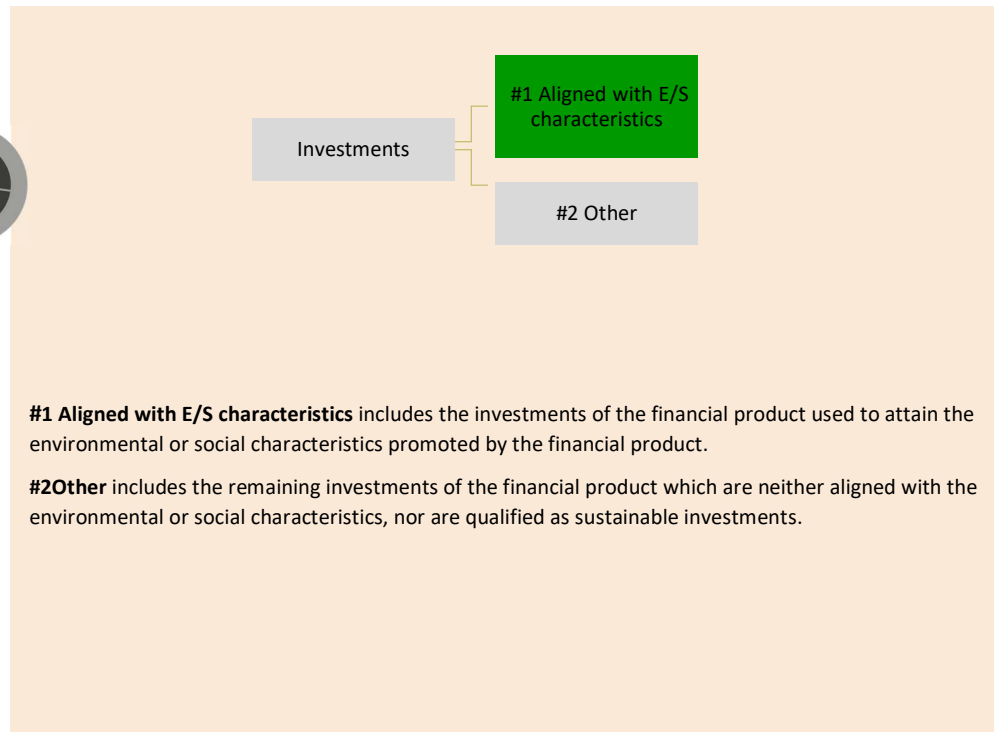 #1 Aligned with E/S
characteristics
Investments
#2 Other
#1 Aligned with E/S characteristics includes the investments of the financial product used to attain the
environmental or social characteristics promoted by the financial product.
#2Other includes the remaining investments of the financial product which are neither aligned with the
environmental or social characteristics, nor are qualified as sustainable investments.